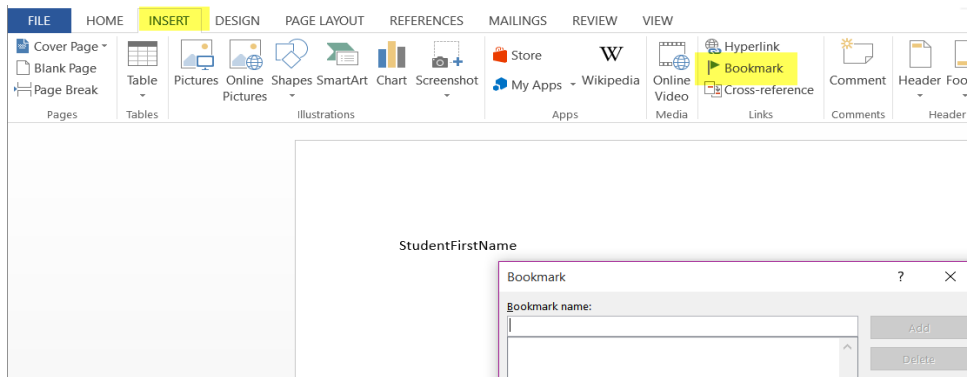 FILE HOME INSERT DESIGN PAGE LAYOUT REFERENCES MAILINGS REVIEW VIEW
Cover Page
Blank Page
Page Break
Pages
Table
Tables
Pictures
Online Pictures
Shapes
SmartArt
Chart
Screenshot
Illustrations
Store
My Apps
W
Wikipedia
Apps
Online Video
Media
Hyperlink
Bookmark
Cross-reference
Links
Comment
Comments
Header
Foo
Header
StudentFirstName
Bookmark ?
Bookmark name:
Add
Delete